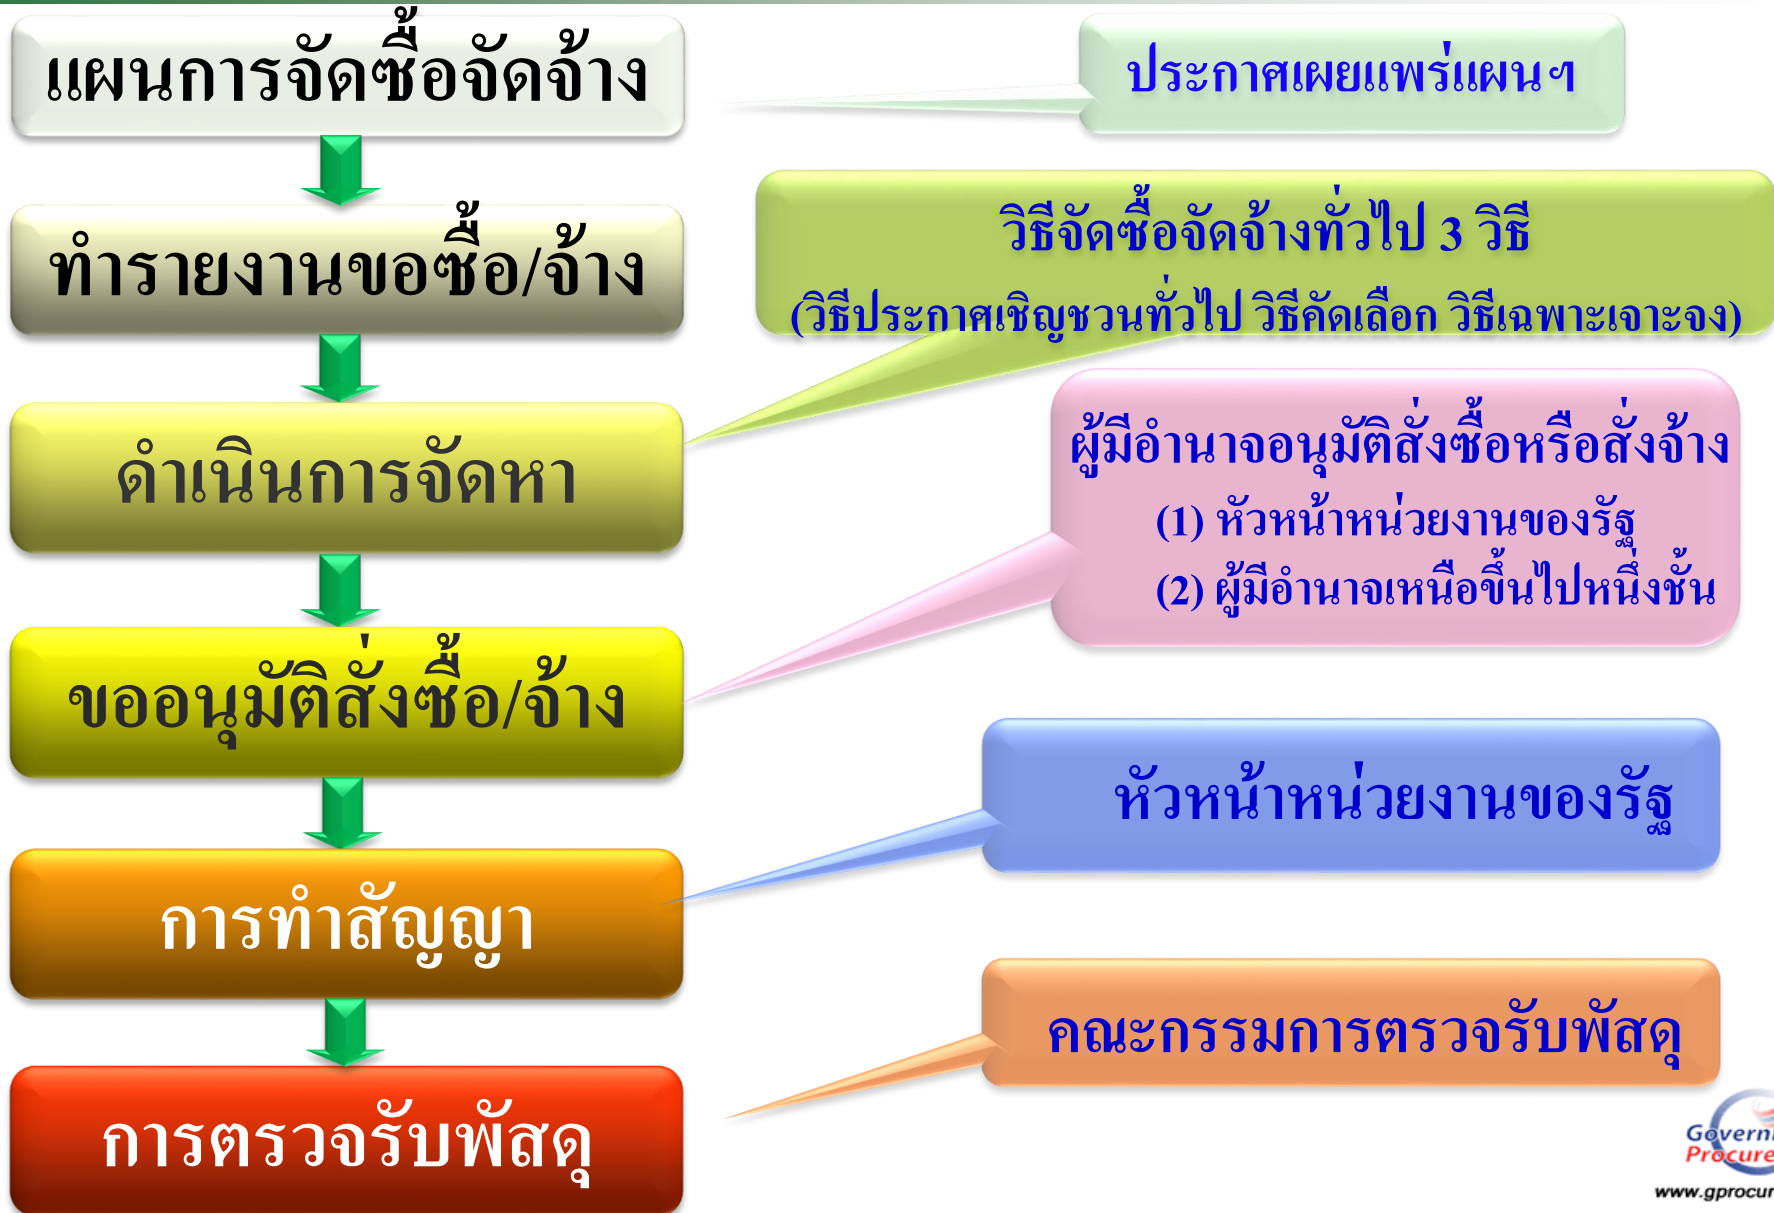 แผนการจัดซื้อจัดจ้าง
ประกาศเผยแพร่แผนฯ
ทำรายงานขอซื้อ/จ้าง
วิธีจัดซื้อจัดจ้างทั่วไป 3 วิธี
(วิธีประกาศเชิญชวนทั่วไป วิธีคัดเลือก วิธีเฉพาะเจาะจง)
ดำเนินการจัดหา
ผู้มีอำนาจอนุมัติสั่งซื้อหรือสั่งจ้าง
(1) หัวหน้าหน่วยงานของรัฐ
(2) ผู้มีอำนาจเหนือขึ้นไปหนึ่งชั้น
ขออนุมัติสั่งซื้อ/จ้าง
หัวหน้าหน่วยงานของรัฐ
การทำสัญญา
คณะกรรมการตรวจรับพัสดุ
การตรวจรับพัสดุ